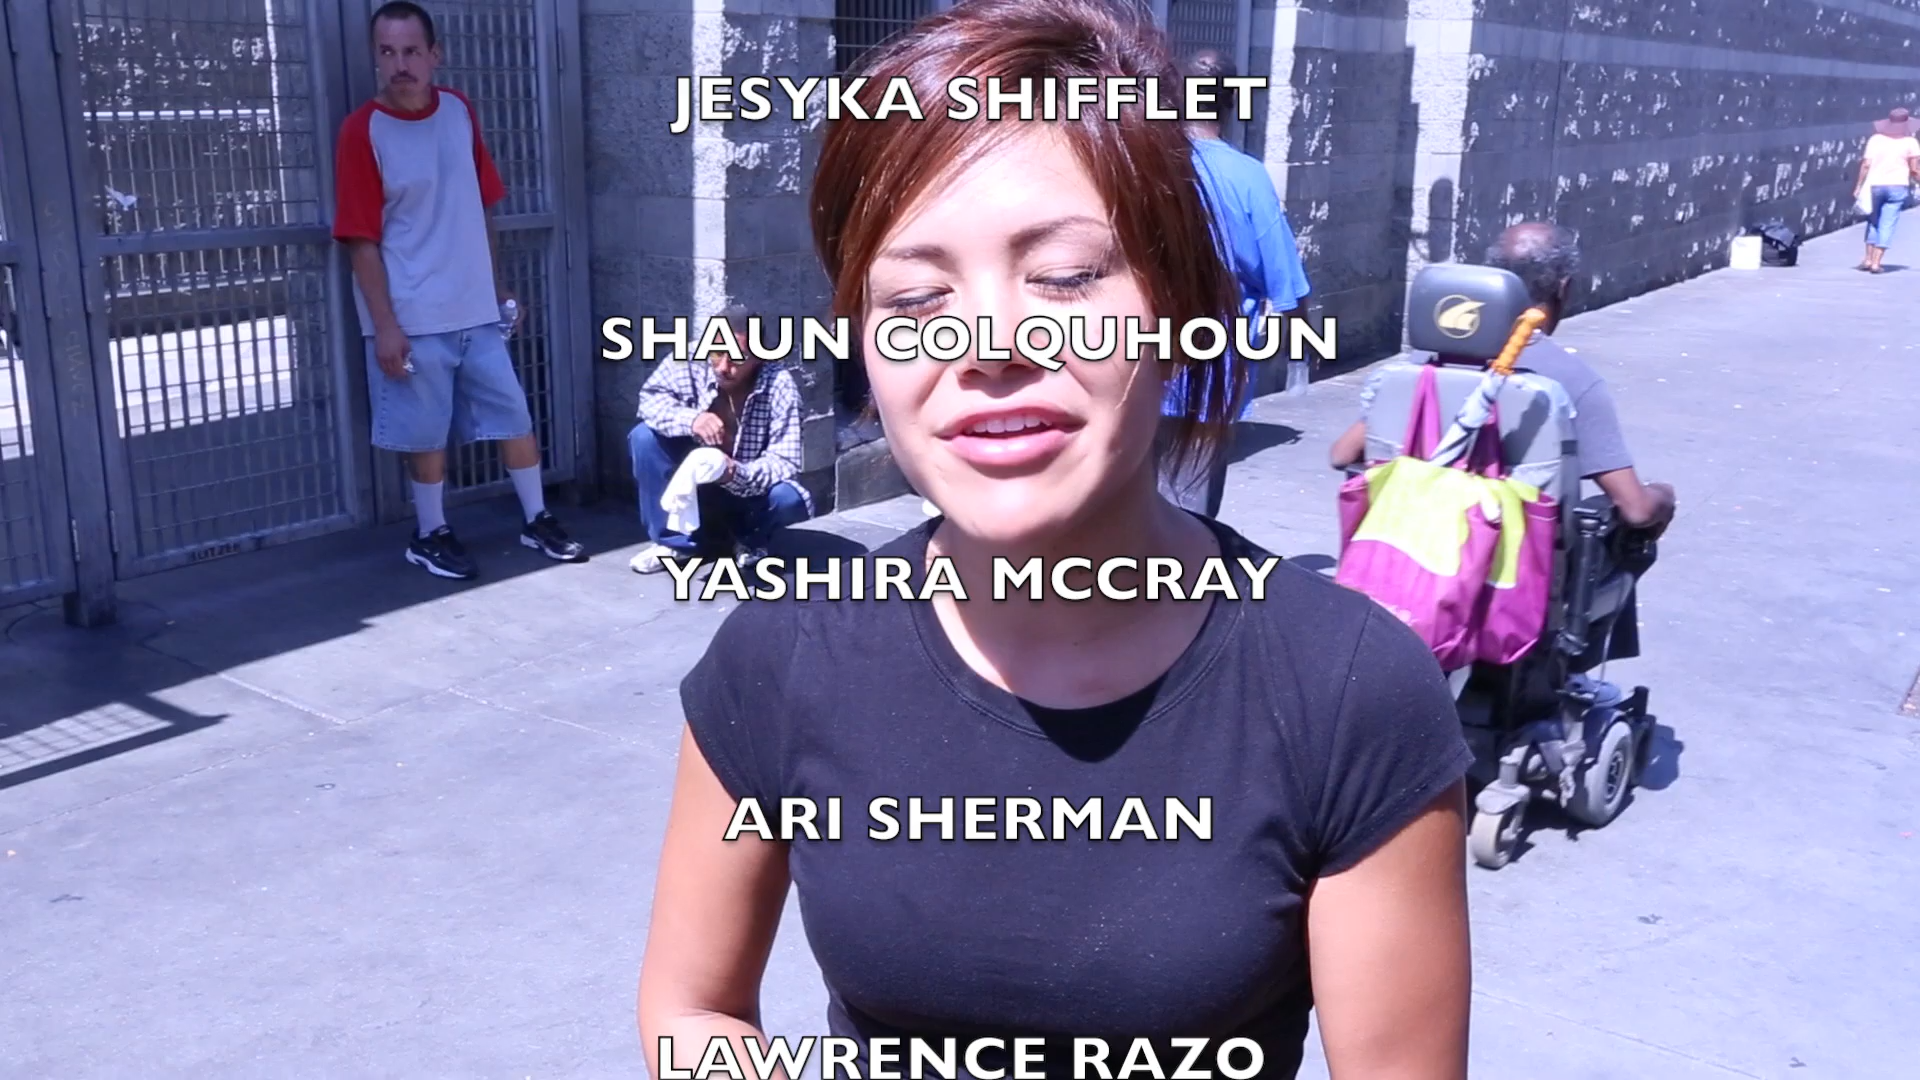 JESYKA SHIFFLET
SHAUN COLQUHOUN
YASHIRA MCCRAY
ARI SHERMAN
LAWRENCE RAZO